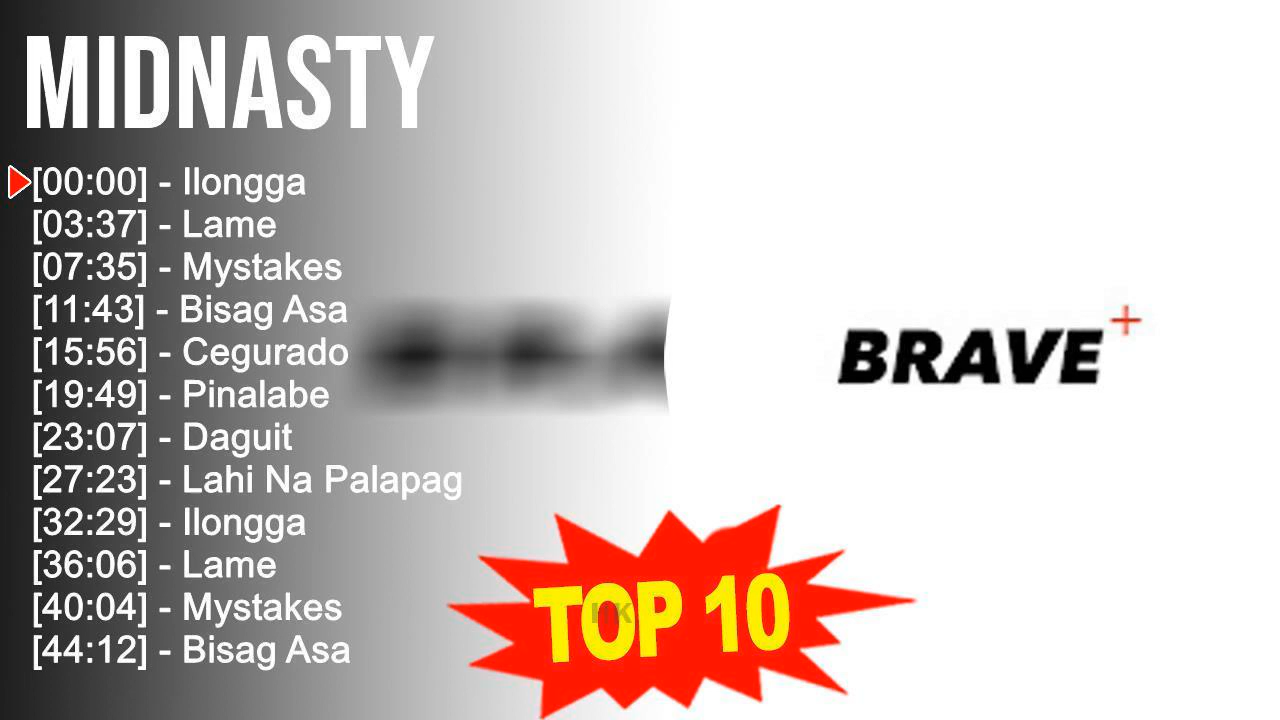 MIDNASTY
[00:00] - Ilongga
[03:37] - Lame
[07:35] - Mystakes
[11:43] - Bisag Asa
[15:56] - Cegurado
[19:49] - Pinalabe
[23:07] - Daguit
[27:23] - Lahi Na Palapag
[32:29] - Ilongga
[36:06] - Lame
[40:04] - Mystakes
[44:12] - Bisag Asa
BRAVE+
TOP 10